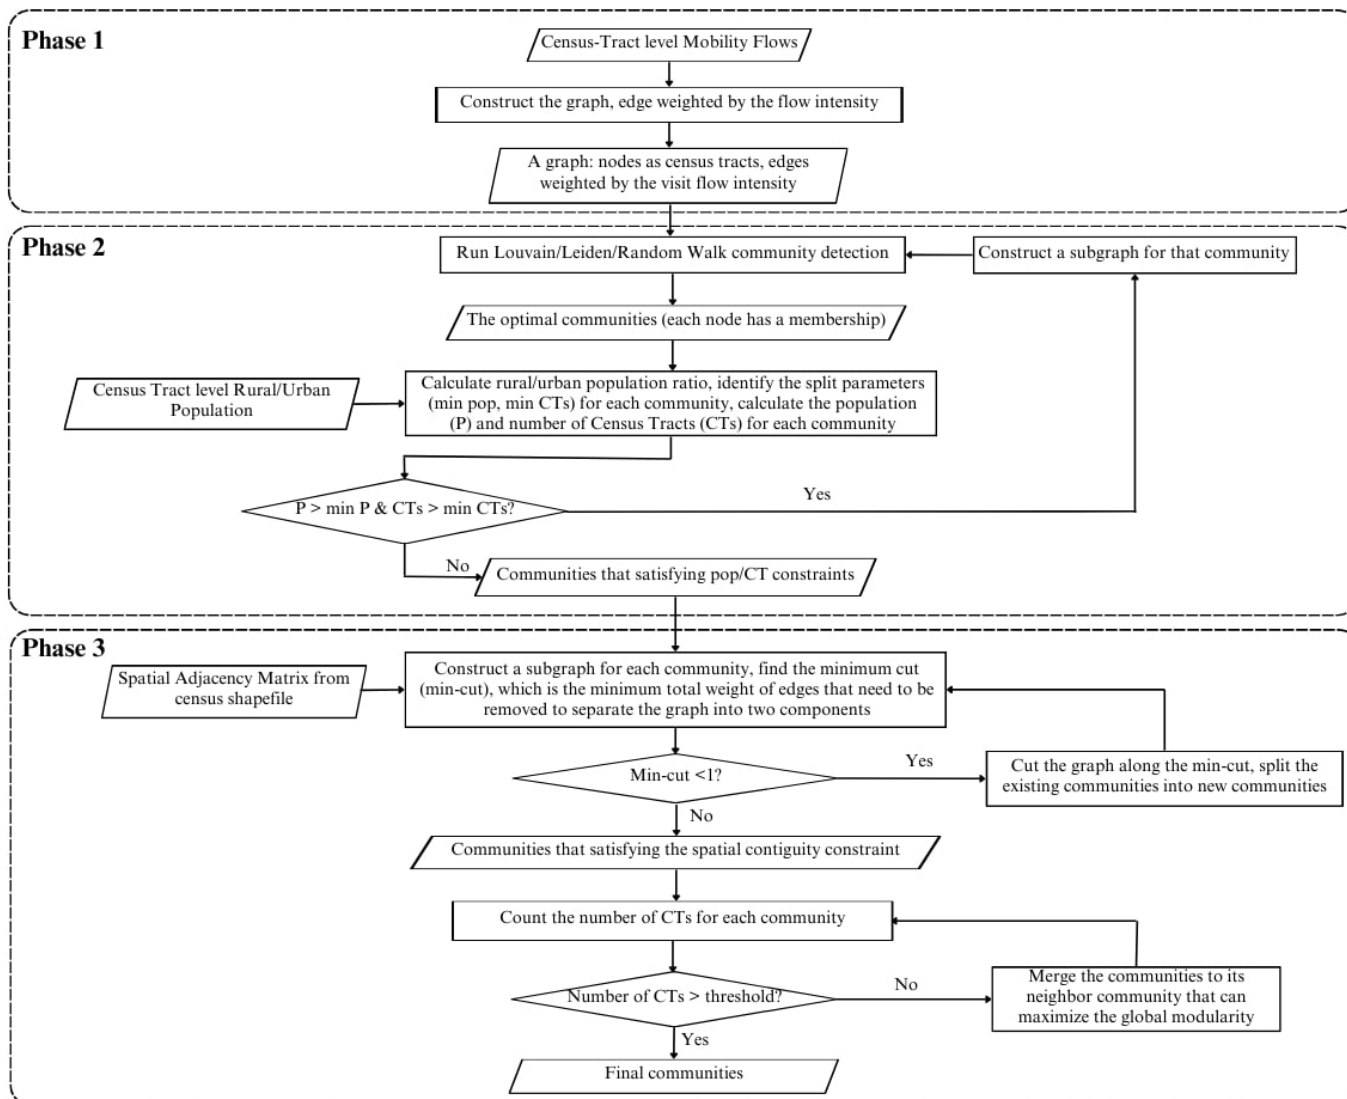 Phase 1
Census-Tract level Mobility Flows
Construct the graph, edge weighted by the flow intensity
A graph: nodes as census tracts, edges
weighted by the visit flow intensity
Phase 2
Run Louvain/Leiden/Random Walk community detection
Construct a subgraph for that community
The optimal communities (each node has a membership)
Census Tract level Rural/Urban
Population
Calculate rural/urban population ratio, identify the split parameters
(min pop, min CTs) for each community, calculate the population
(P) and number of Census Tracts (CTs) for each community
P > min P & CTs > min CTs?
Yes
No
Communities that satisfying pop/CT constraints
Phase 3
Spatial Adjacency Matrix from
census shapefile
Construct a subgraph for each community, find the minimum cut
(min-cut), which is the minimum total weight of edges that need to be
removed to separate the graph into two components
Min-cut <1?
Yes
Cut the graph along the min-cut, split the
existing communities into new communities
No
Communities that satisfying the spatial contiguity constraint
Count the number of CTs for each community
Number of CTs > threshold?
No
Merge the communities to its
neighbor community that can
maximize the global modularity
Yes
Final communities